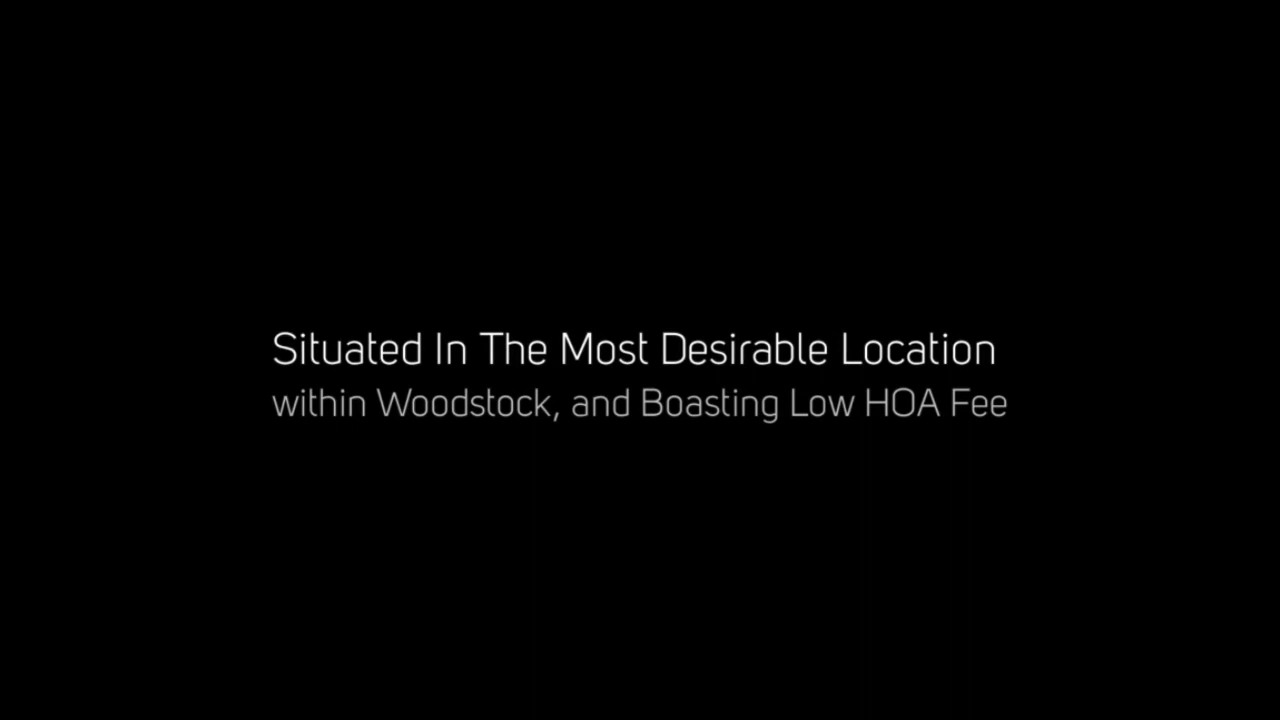 Situated In The Most Desirable Location
within Woodstock, and Boasting Low HOA Fee